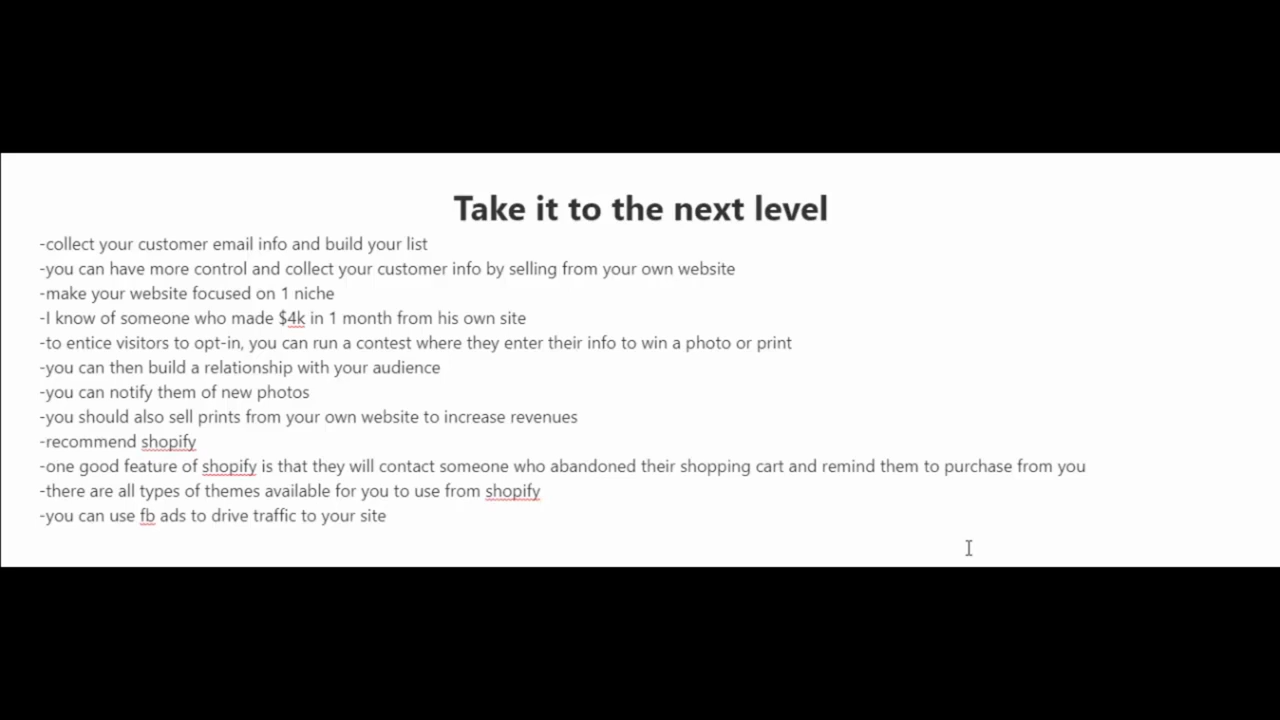 Take it to the next level
-collect your customer email info and build your list
-you can have more control and collect your customer info by selling from your own website
-make your website focused on 1 niche
-I know of someone who made $4k in 1 month from his own site
-to entice visitors to opt-in, you can run a contest where they enter their info to win a photo or print
-you can then build a relationship with your audience
-you can notify them of new photos
-you should also sell prints from your own website to increase revenues
-recommend shopify
-one good feature of shopify is that they will contact someone who abandoned their shopping cart and remind them to purchase from you
-there are all types of themes available for you to use from shopify
-you can use fb ads to drive traffic to your site